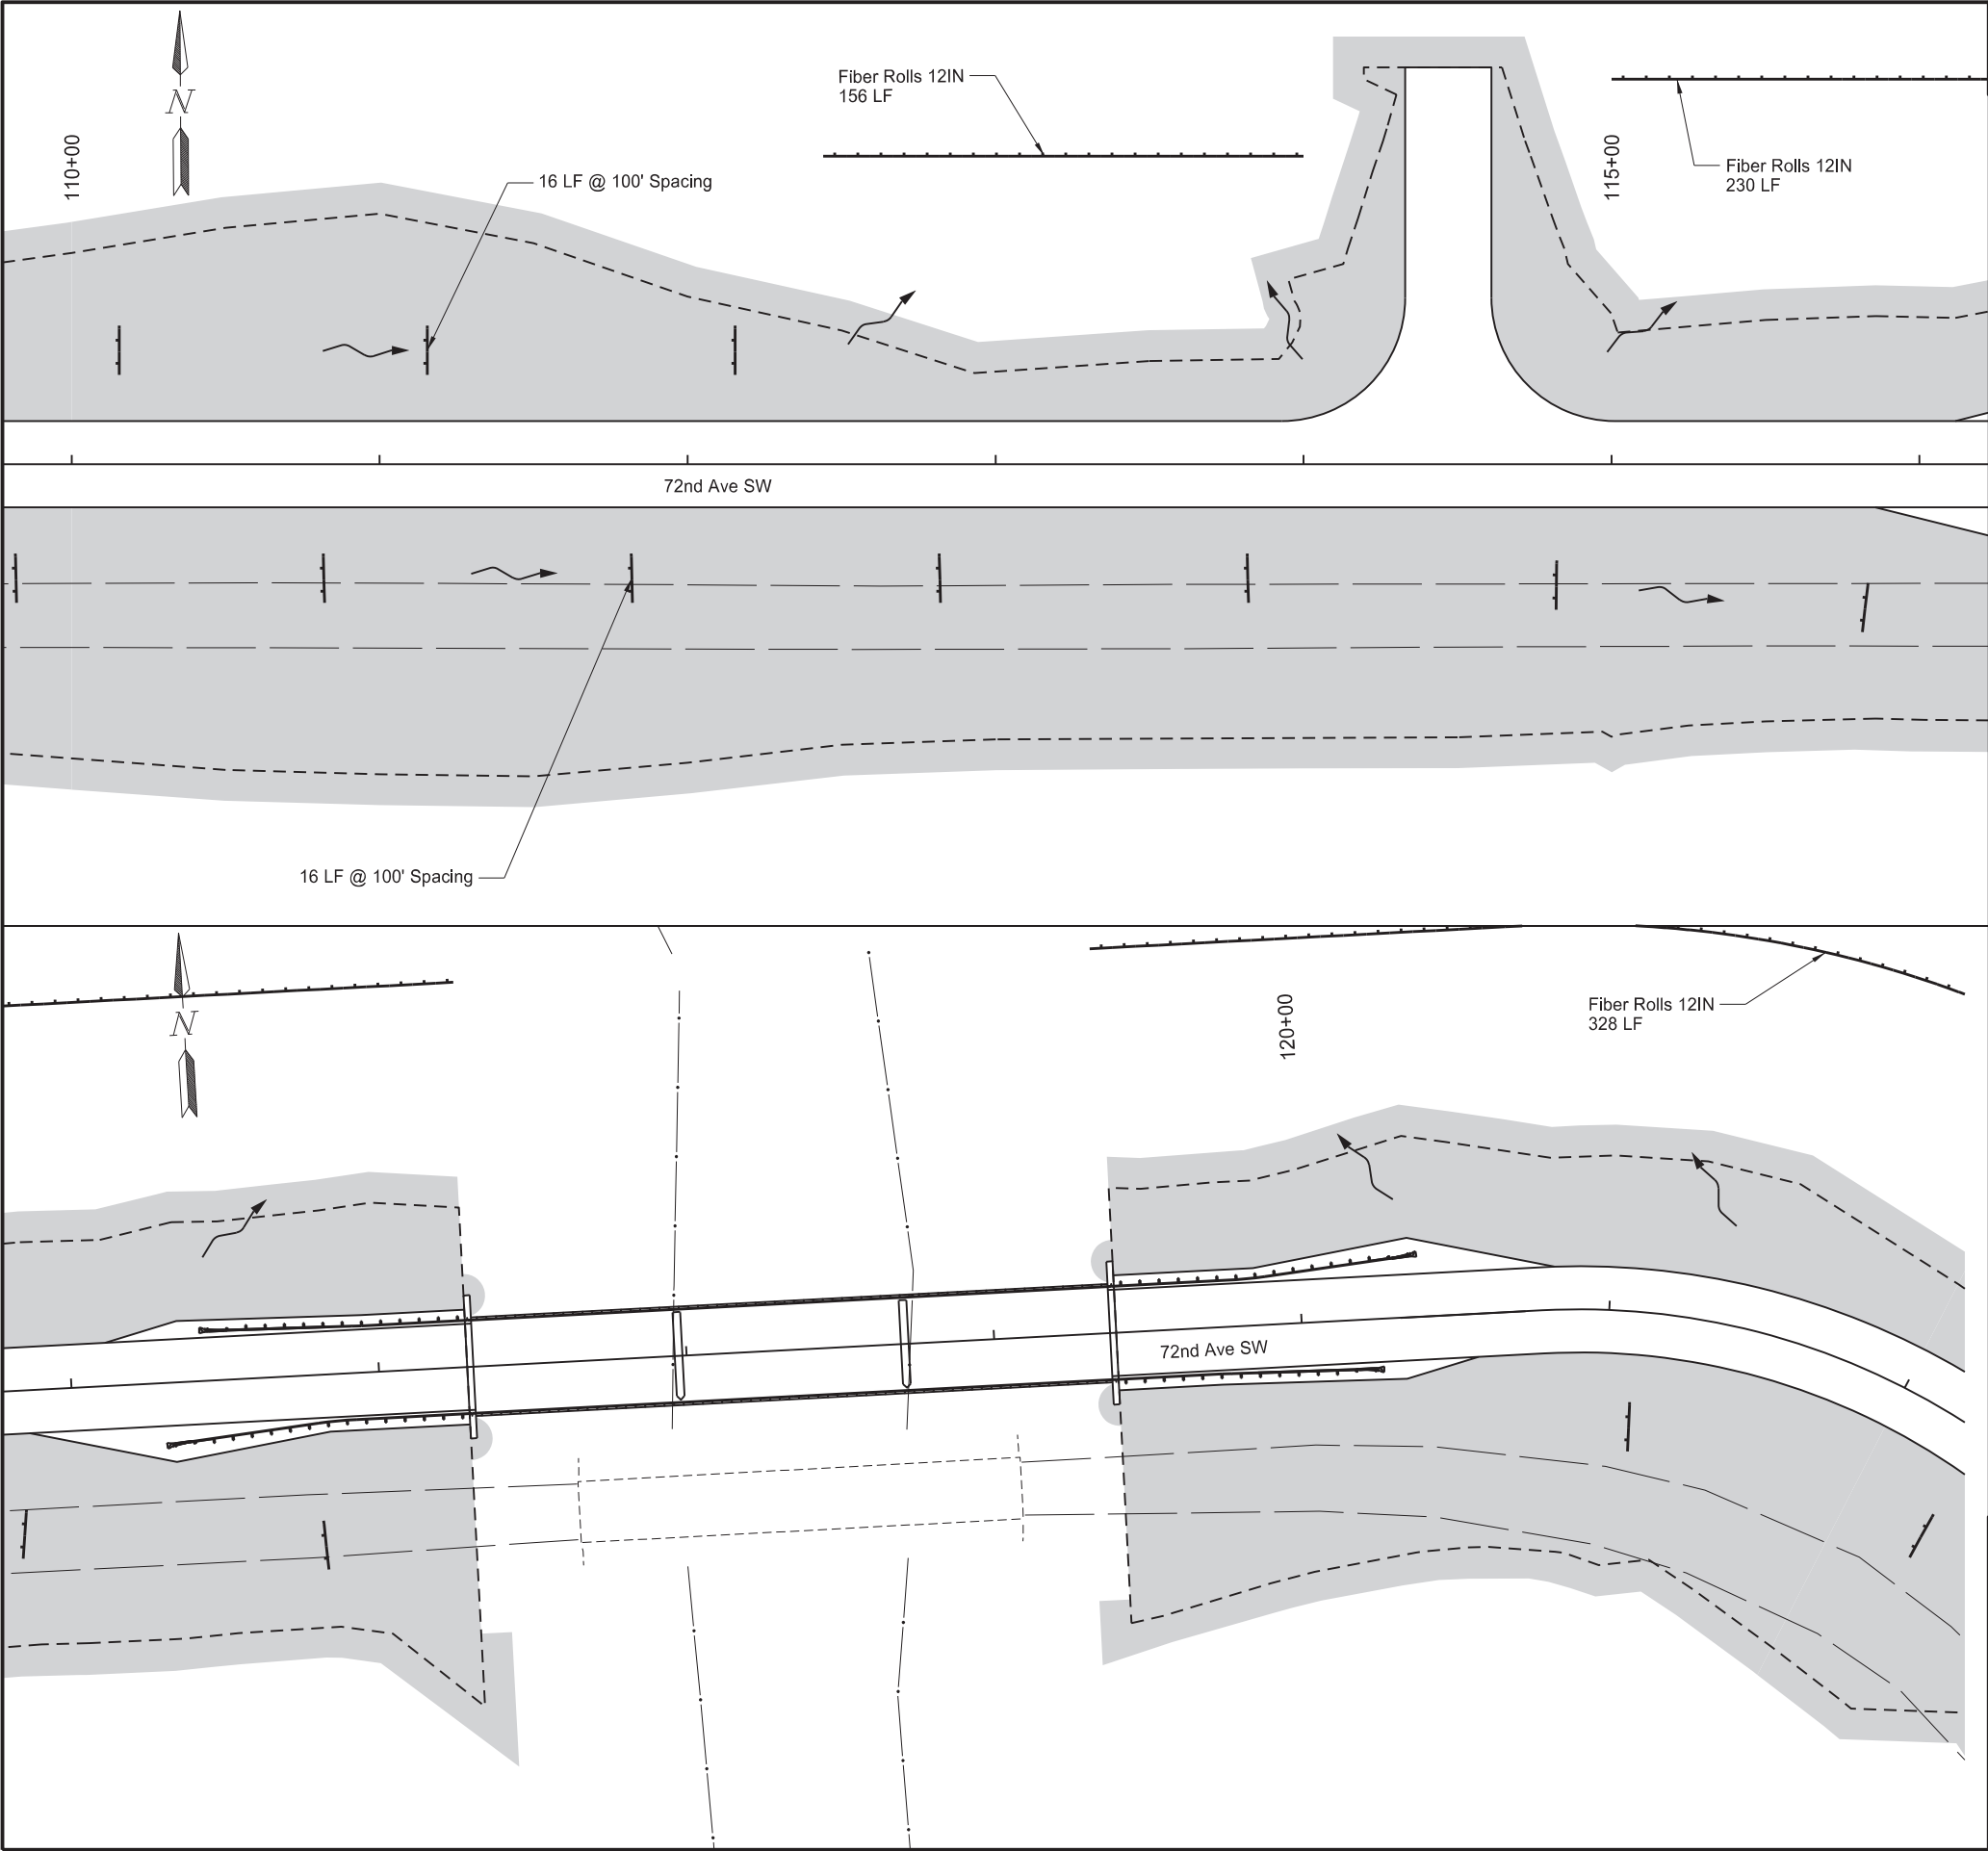 N
110+00
Fiber Rolls 12IN
156 LF
16 LF @ 100' Spacing
115+00
Fiber Rolls 12IN
230 LF
72nd Ave SW
16 LF @ 100' Spacing
N
120+00
Fiber Rolls 12IN
328 LF
72nd Ave SW